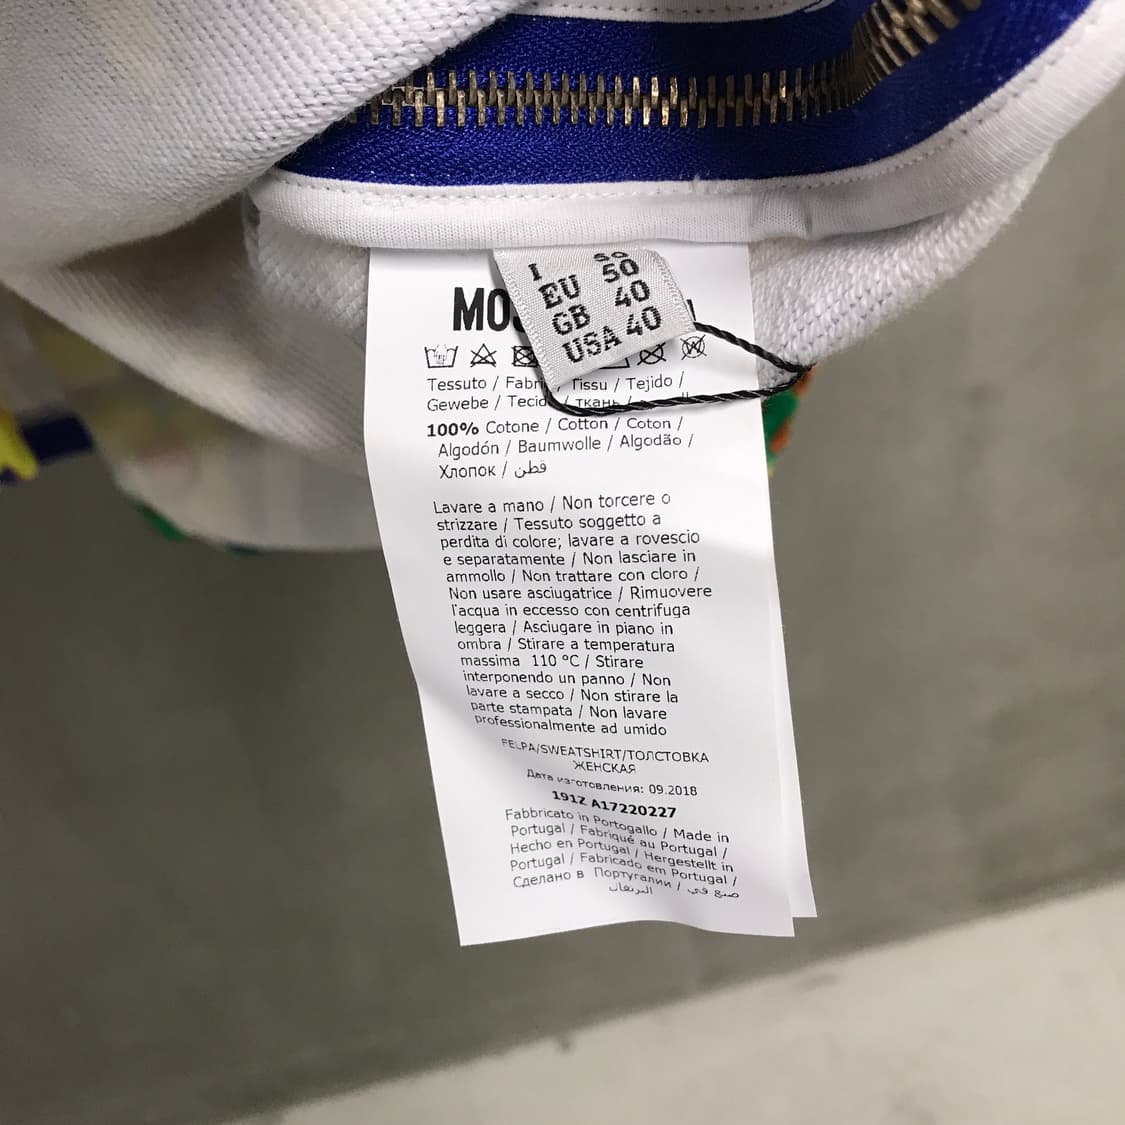 I 50
EU 50
GB 40
USA 40
MOS
Tessuto / Fabri / Tissu / Tejido /
Gewebe / Tecid / ткань /
100% Cotone / Cotton / Coton /
Algodón / Baumwolle / Algodão /
Хлопок / قطن
Lavare a mano / Non torcere o
strizzare / Tessuto soggetto a
perdita di colore; lavare a rovescio
e separatamente / Non lasciare in
ammollo / Non trattare con cloro /
Non usare asciugatrice / Rimuovere
l'acqua in eccesso con centrifuga
leggera / Asciugare in piano in
ombra / Stirare a temperatura
massima 110 °C / Stirare
interponendo un panno / Non
lavare a secco / Non stirare la
parte stampata / Non lavare
professionalmente ad umido
FELPA/SWEATSHIRT/ТОЛСТОВКА
ЖЕНСКАЯ
Дата изготовления: 09.2018
191Z A17220227
Fabbricato in Portogallo / Made in
Portugal / Fabriqué au Portugal /
Hecho en Portugal / Hergestellt in
Portugal / Fabricado em Portugal /
Сделано в Португалии / صنع في
البرتغال